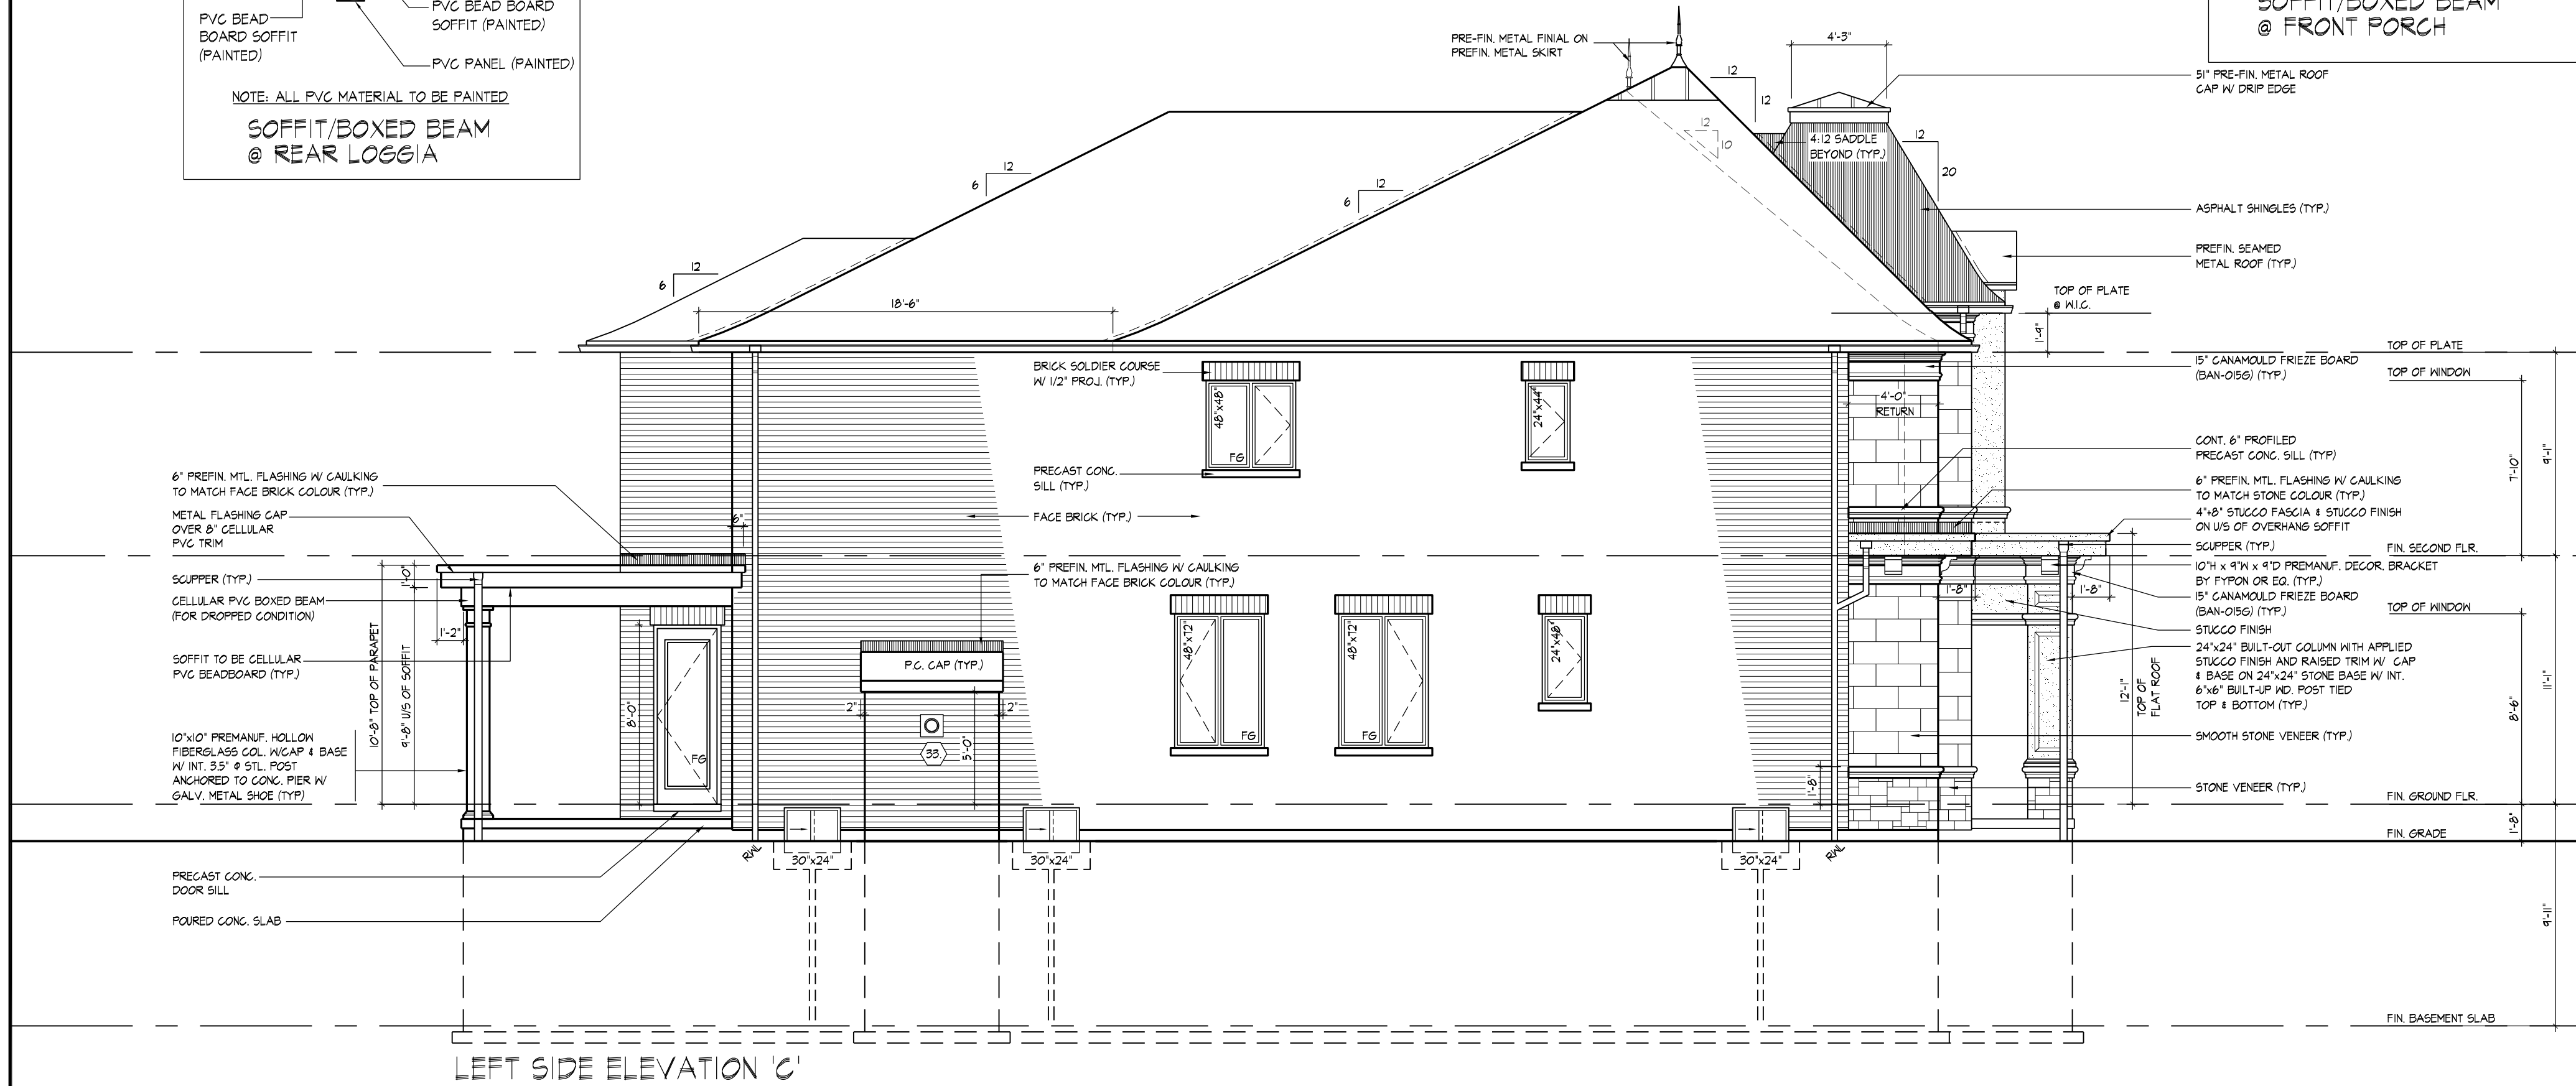 PVC BEAD
BOARD SOFFIT
(PAINTED)
PVC BEAD BOARD
SOFFIT (PAINTED)
PVC PANEL (PAINTED)
NOTE: ALL PVC MATERIAL TO BE PAINTED
SOFFIT/BOXED BEAM
@ REAR LOGGIA
SOFFIT/BOXED BEAM
@ FRONT PORCH
PRE-FIN. METAL FINIAL ON
PREFIN. METAL SKIRT
4'-3"
12
12
12
10
4:12 SADDLE
BEYOND (TYP.)
12
20
12
6
12
6
12
6
18'-6"
51" PRE-FIN. METAL ROOF
CAP W/ DRIP EDGE
ASPHALT SHINGLES (TYP.)
PREFIN. SEAMED
METAL ROOF (TYP.)
TOP OF PLATE
@ W.I.C.
1'-9"
TOP OF PLATE
15" CANAMOULD FRIEZE BOARD
(BAN-015G) (TYP.)
TOP OF WINDOW
BRICK SOLDIER COURSE
W/ 1/2" PROJ. (TYP.)
48"x48"
FG
24"x44"
4'-0"
RETURN
PRECAST CONC.
SILL (TYP.)
FACE BRICK (TYP.)
CONT. 6" PROFILED
PRECAST CONC. SILL (TYP)
7'-10"
9'-1"
6" PREFIN. MTL. FLASHING W/ CAULKING
TO MATCH STONE COLOUR (TYP.)
4"+8" STUCCO FASCIA & STUCCO FINISH
ON U/S OF OVERHANG SOFFIT
SCUPPER (TYP.)
FIN. SECOND FLR.
10"H x 9"W x 9"D PREMANUF. DECOR. BRACKET
BY FYPON OR EQ. (TYP.)
15" CANAMOULD FRIEZE BOARD
(BAN-015G) (TYP.)
TOP OF WINDOW
STUCCO FINISH
24"x24" BUILT-OUT COLUMN WITH APPLIED
STUCCO FINISH AND RAISED TRIM W/ CAP
& BASE ON 24"x24" STONE BASE W/ INT.
6"x6" BUILT-UP WD. POST TIED
TOP & BOTTOM (TYP.)
SMOOTH STONE VENEER (TYP.)
STONE VENEER (TYP.)
FIN. GROUND FLR.
FIN. GRADE
6" PREFIN. MTL. FLASHING W/ CAULKING
TO MATCH FACE BRICK COLOUR (TYP.)
METAL FLASHING CAP
OVER 8" CELLULAR
PVC TRIM
SCUPPER (TYP.)
CELLULAR PVC BOXED BEAM
(FOR DROPPED CONDITION)
SOFFIT TO BE CELLULAR
PVC BEADBOARD (TYP.)
10"x10" PREMANUF. HOLLOW
FIBERGLASS COL. W/CAP & BASE
W/ INT. 3.5" ϕ STL. POST
ANCHORED TO CONC. PIER W/
GALV. METAL SHOE (TYP)
6"
1'-0"
1'-2"
10'-8" TOP OF PARAPET
9'-8" U/S OF SOFFIT
8'-0"
FG
6" PREFIN. MTL. FLASHING W/ CAULKING
TO MATCH FACE BRICK COLOUR (TYP.)
P.C. CAP (TYP.)
2"
2"
33.
5'-0"
48"x72"
FG
48"x72"
FG
24"x48"
1'-8"
1'-8"
1'-8"
12'-1"
TOP OF
FLAT ROOF
8'-6"
11'-1"
1'-8"
RWL
30"x24"
30"x24"
30"x24"
RWL
PRECAST CONC.
DOOR SILL
POURED CONC. SLAB
9'-11"
FIN. BASEMENT SLAB
LEFT SIDE ELEVATION 'C'